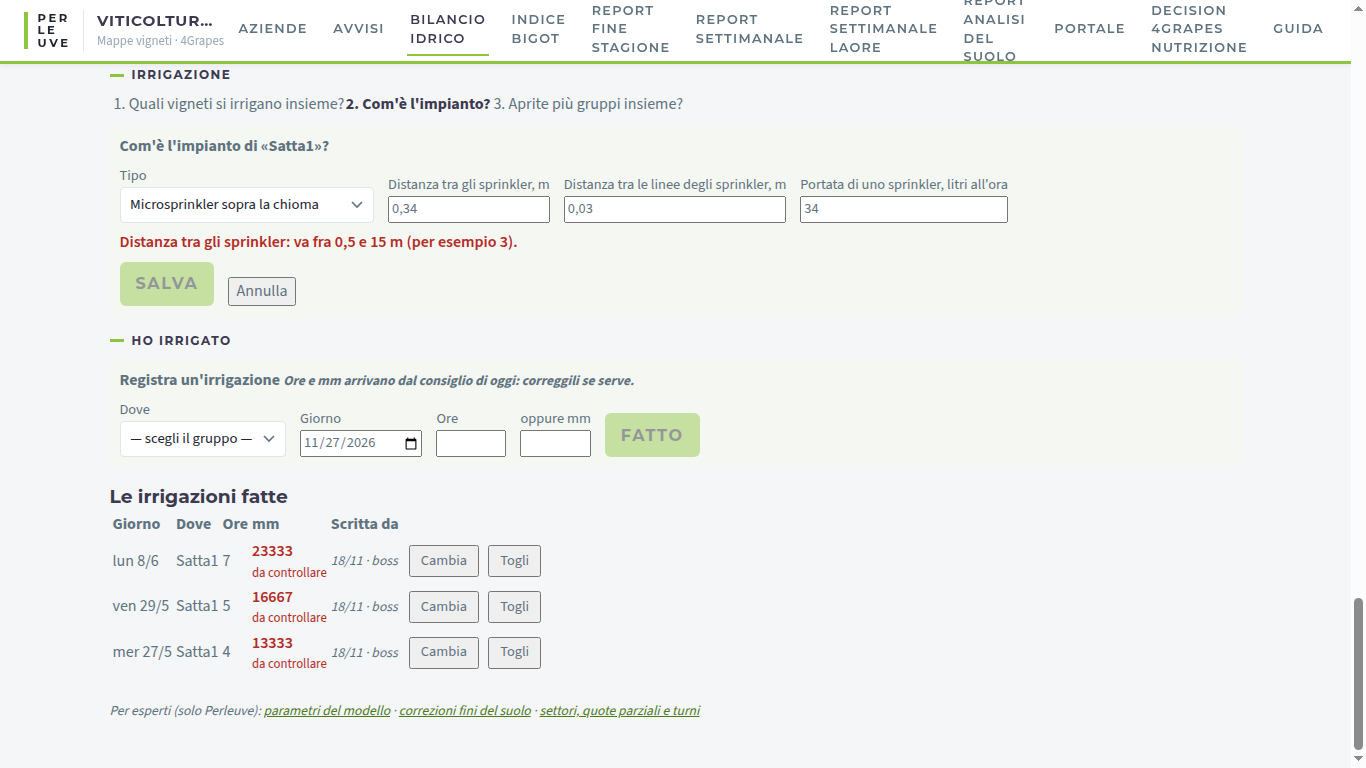 PER
LE
UVE
VITICOLTUR...
Mappe vigneti · 4Grapes
AZIENDE
AVVISI
BILANCIO
IDRICO
INDICE
BIGOT
REPORT
FINE
STAGIONE
REPORT
SETTIMANALE
REPORT
SETTIMANALE
LAORE
REPORT
ANALISI
DEL
SUOLO
PORTALE
DECISION
4GRAPES
NUTRIZIONE
GUIDA
IRRIGAZIONE
1. Quali vigneti si irrigano insieme? 2. Com'è l'impianto? 3. Aprite più gruppi insieme?
Com'è l'impianto di «Satta1»?
Tipo
Microsprinkler sopra la chioma
Distanza tra gli sprinkler, m
0,34
Distanza tra le linee degli sprinkler, m
0,03
Portata di uno sprinkler, litri all'ora
34
Distanza tra gli sprinkler: va fra 0,5 e 15 m (per esempio 3).
SALVA
Annulla
HO IRRIGATO
Registra un'irrigazione Ore e mm arrivano dal consiglio di oggi: correggili se serve.
Dove
— scegli il gruppo —
Giorno
11/27/2026
Ore
oppure mm
FATTO
Le irrigazioni fatte
Giorno Dove Ore mm Scritta da
lun 8/6 Satta1 7 23333 da controllare 18/11 · boss Cambia Togli
ven 29/5 Satta1 5 16667 da controllare 18/11 · boss Cambia Togli
mer 27/5 Satta1 4 13333 da controllare 18/11 · boss Cambia Togli
Per esperti (solo Perleuve): parametri del modello · correzioni fini del suolo · settori, quote parziali e turni